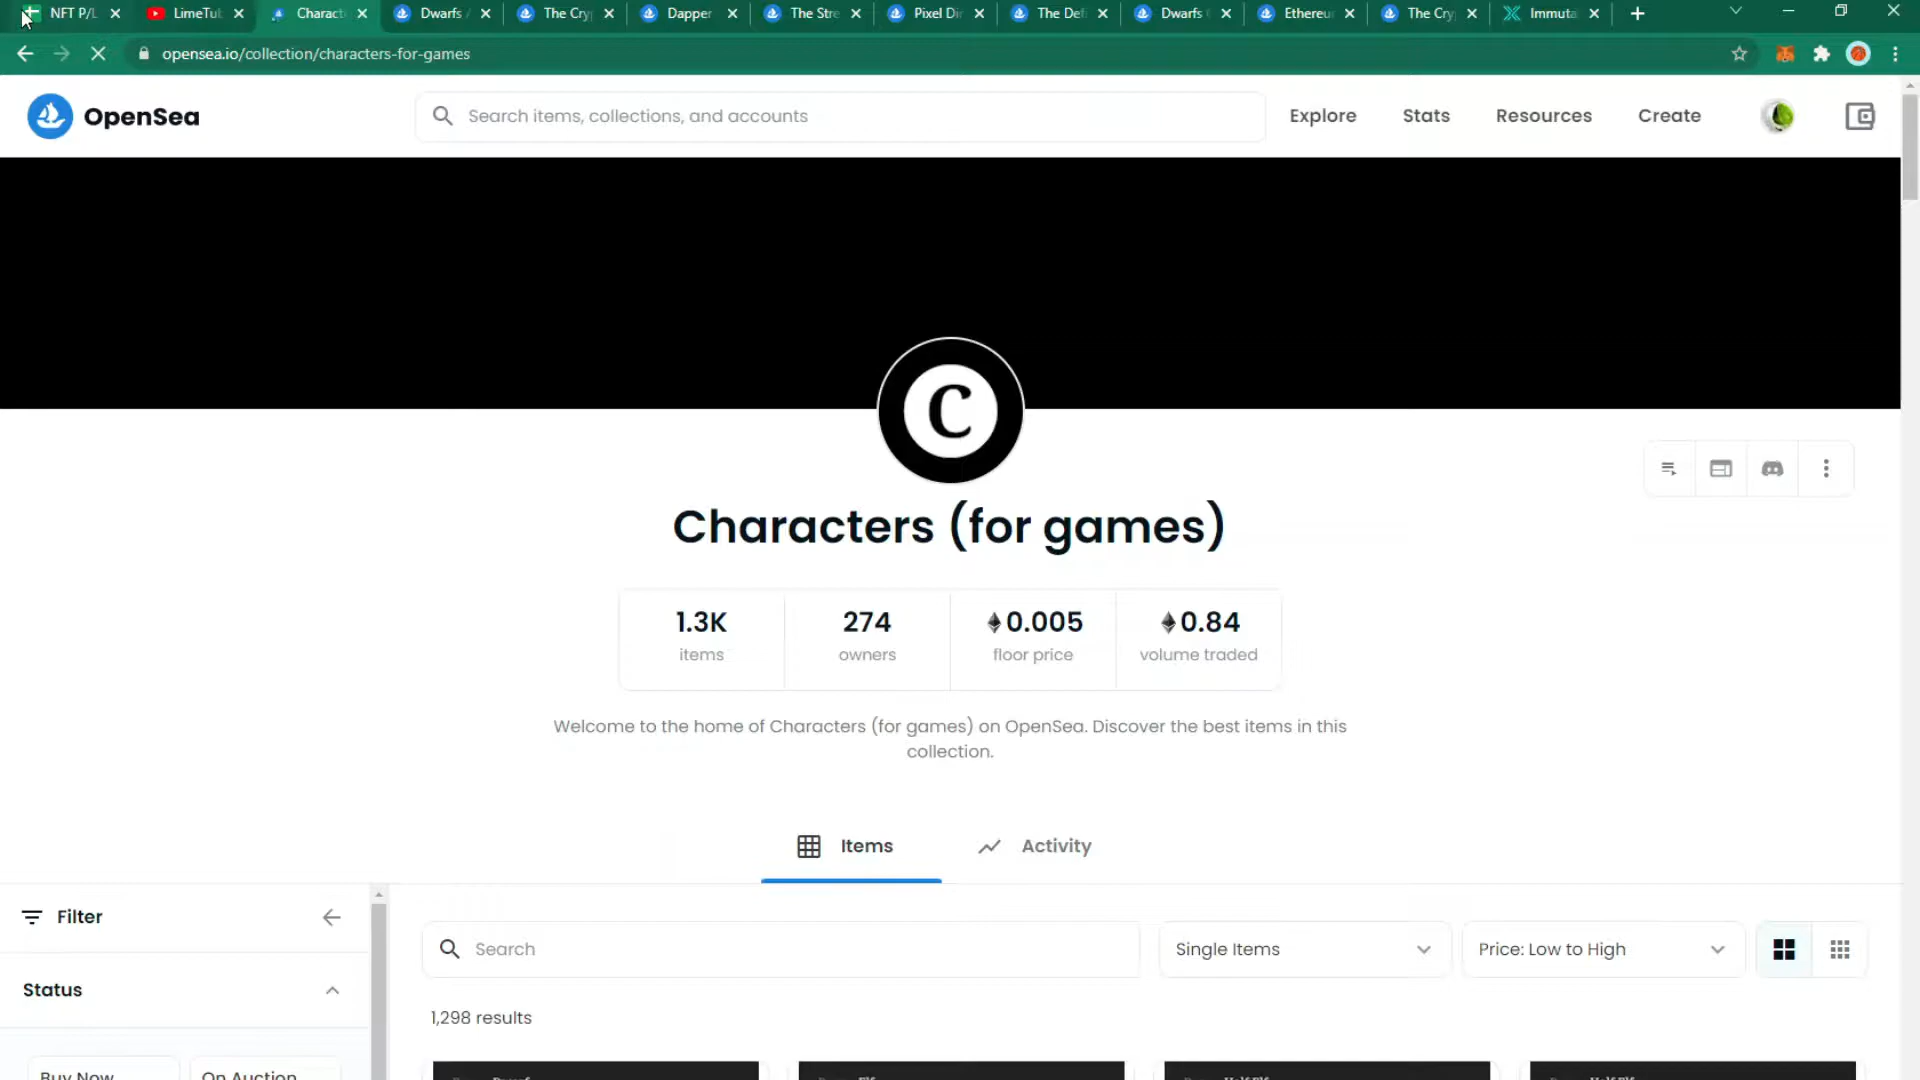 NFT P/L
LimeTu
Charact
Dwarfs
The Cry
Dapper
The Stre
Pixel Di
The Def
Dwarfs
Ethereu
The Cry
Immuta
opensea.io/collection/characters-for-games
OpenSea
Search items, collections, and accounts
Explore
Stats
Resources
Create
C
Characters (for games)
1.3K
items
274
owners
0.005
floor price
0.84
volume traded
Welcome to the home of Characters (for games) on OpenSea. Discover the best items in this
collection.
Items
Activity
Filter
Search
Single Items
Price: Low to High
Status
1,298 results
Buy Now
On Auction